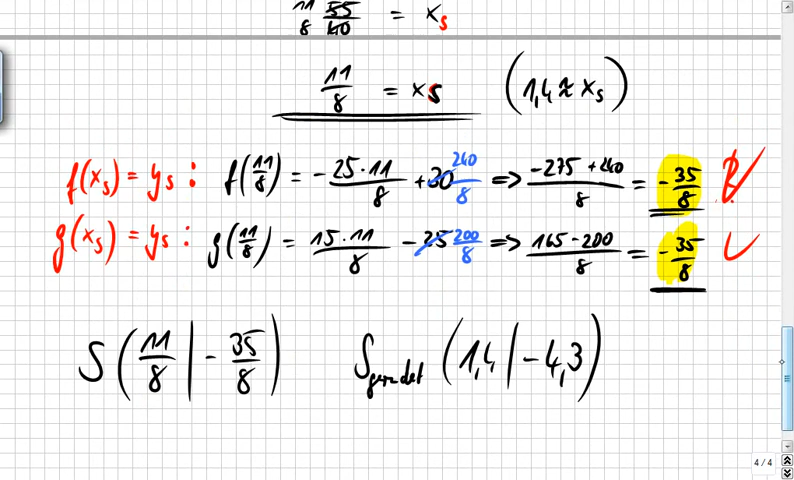 11/8 55/40 = xs
11/8 = xs (1,4 ≈ xs)
f(xs) = ys : f(11/8) = -25·11/8 + 30 240/8 => -275 + 240/8 = -35/8
g(xs) = ys : g(11/8) = 15·11/8 - 25 200/8 => 165 - 200/8 = -35/8
S(11/8 | -35/8) Sgerundet (1,4 | -4,3)
4 / 4